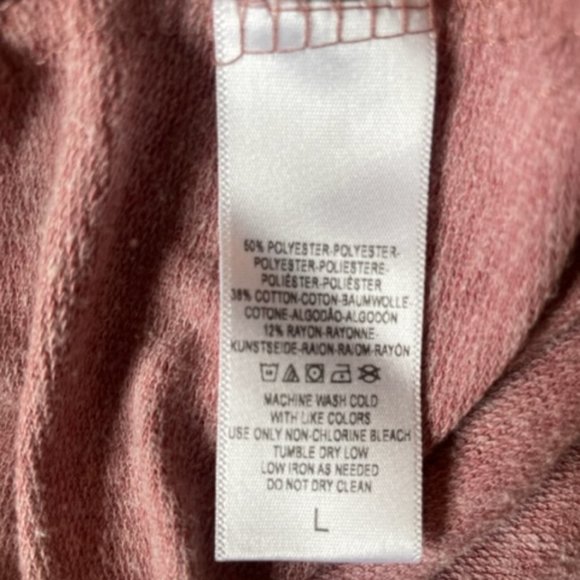 50% POLYESTER-POLYESTER-
POLYESTER-POLIESTERE-
POLIÉSTER-POLIÉSTER
38% COTTON-COTON-BAUMWOLLE-
COTONE-ALGODÃO-ALGODÓN
12% RAYON-RAYONNE-
KUNSTSEIDE-RAION-RAIOM-RAYÓN
MACHINE WASH COLD
WITH LIKE COLORS
USE ONLY NON-CHLORINE BLEACH
TUMBLE DRY LOW
LOW IRON AS NEEDED
DO NOT DRY CLEAN
L